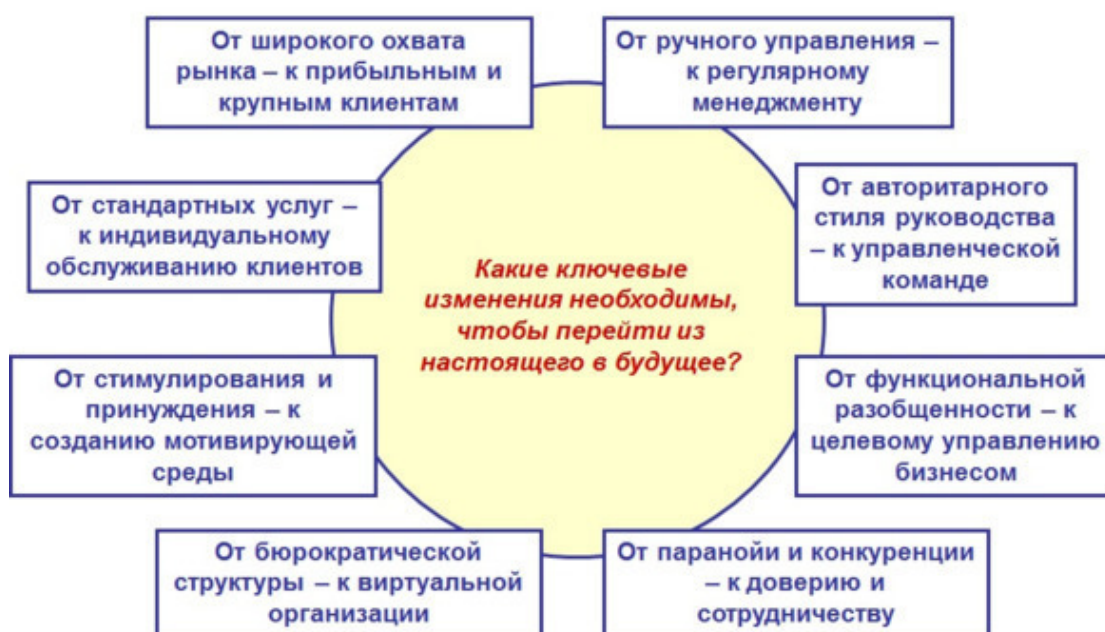 От широкого охвата
рынка – к прибыльным и
крупным клиентам
От ручного управления –
к регулярному
менеджменту
От стандартных услуг –
к индивидуальному
обслуживанию клиентов
От авторитарного
стиля руководства
– к управленческой
команде
Какие ключевые
изменения необходимы,
чтобы перейти из
настоящего в будущее?
От стимулирования и
принуждения – к
созданию мотивирующей
среды
От функциональной
разобщенности – к
целевому управлению
бизнесом
От бюрократической
структуры – к виртуальной
организации
От паранойи и конкуренции
– к доверию и
сотрудничеству